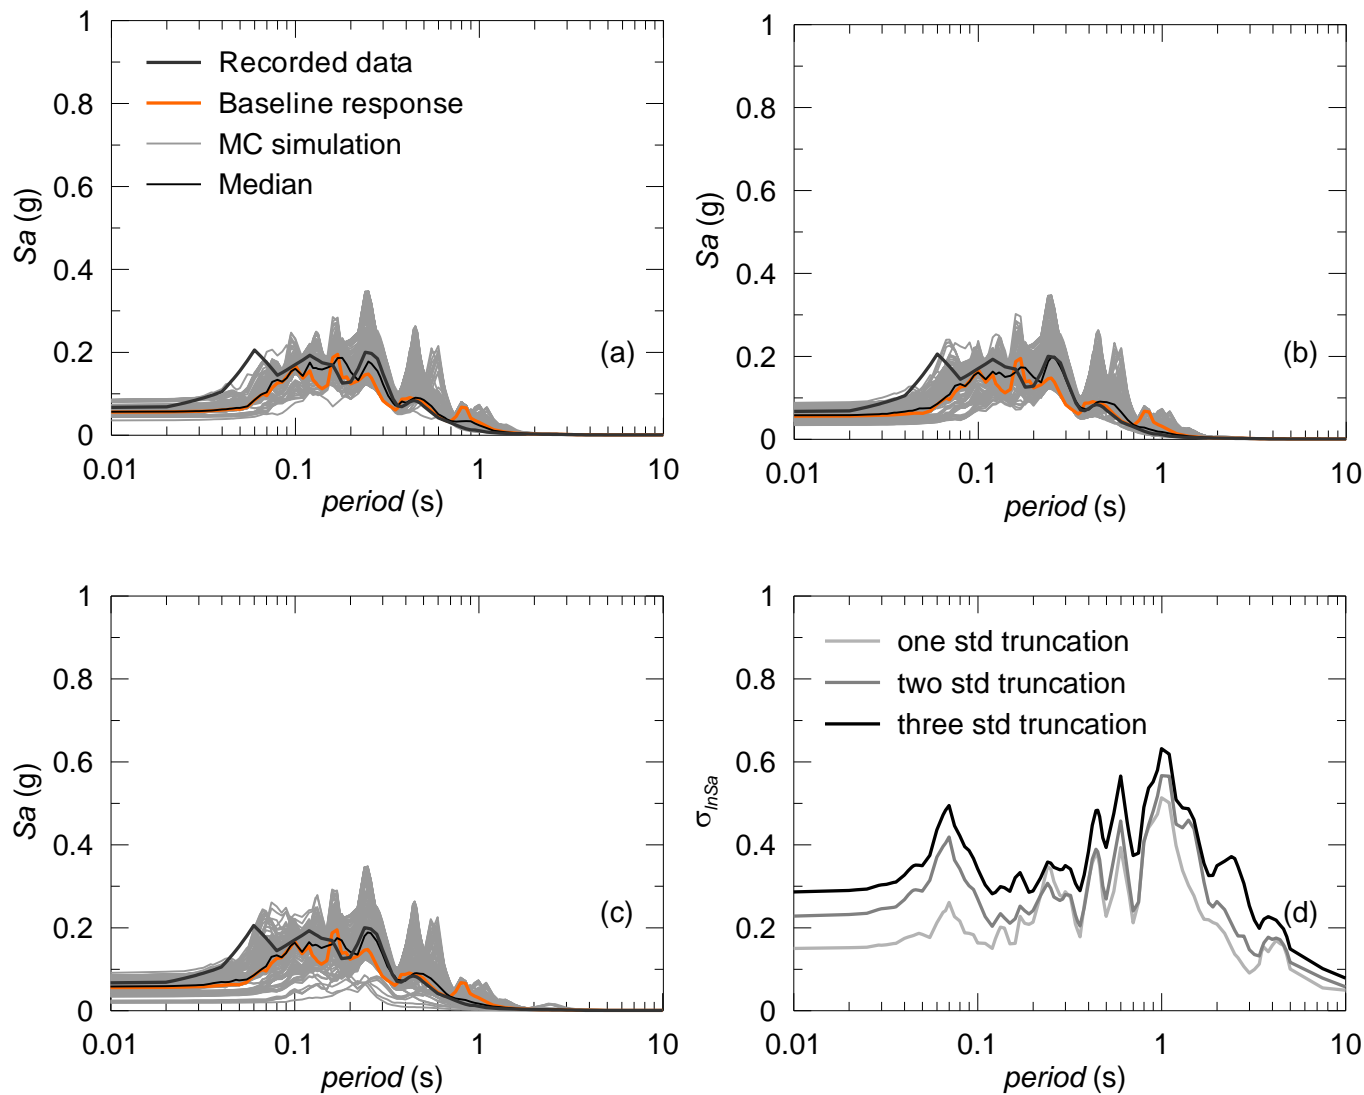 1
0.8
0.6
0.4
0.2
0
Sa (g)
Recorded data
Baseline response
MC simulation
Median
(a)
0.01
0.1
1
10
period (s)
1
0.8
0.6
0.4
0.2
0
Sa (g)
(b)
0.01
0.1
1
10
period (s)
1
0.8
0.6
0.4
0.2
0
Sa (g)
(c)
0.01
0.1
1
10
period (s)
1
0.8
0.6
0.4
0.2
0
σlnSa
one std truncation
two std truncation
three std truncation
(d)
0.01
0.1
1
10
period (s)